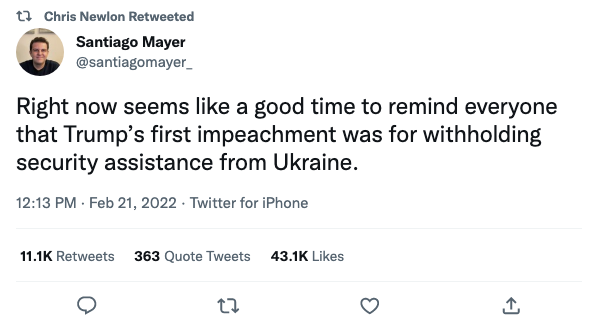 Chris Newlon Retweeted
Santiago Mayer
@santiagomayer_
Right now seems like a good time to remind everyone
that Trump’s first impeachment was for withholding
security assistance from Ukraine.
12:13 PM · Feb 21, 2022 · Twitter for iPhone
11.1K Retweets 363 Quote Tweets 43.1K Likes